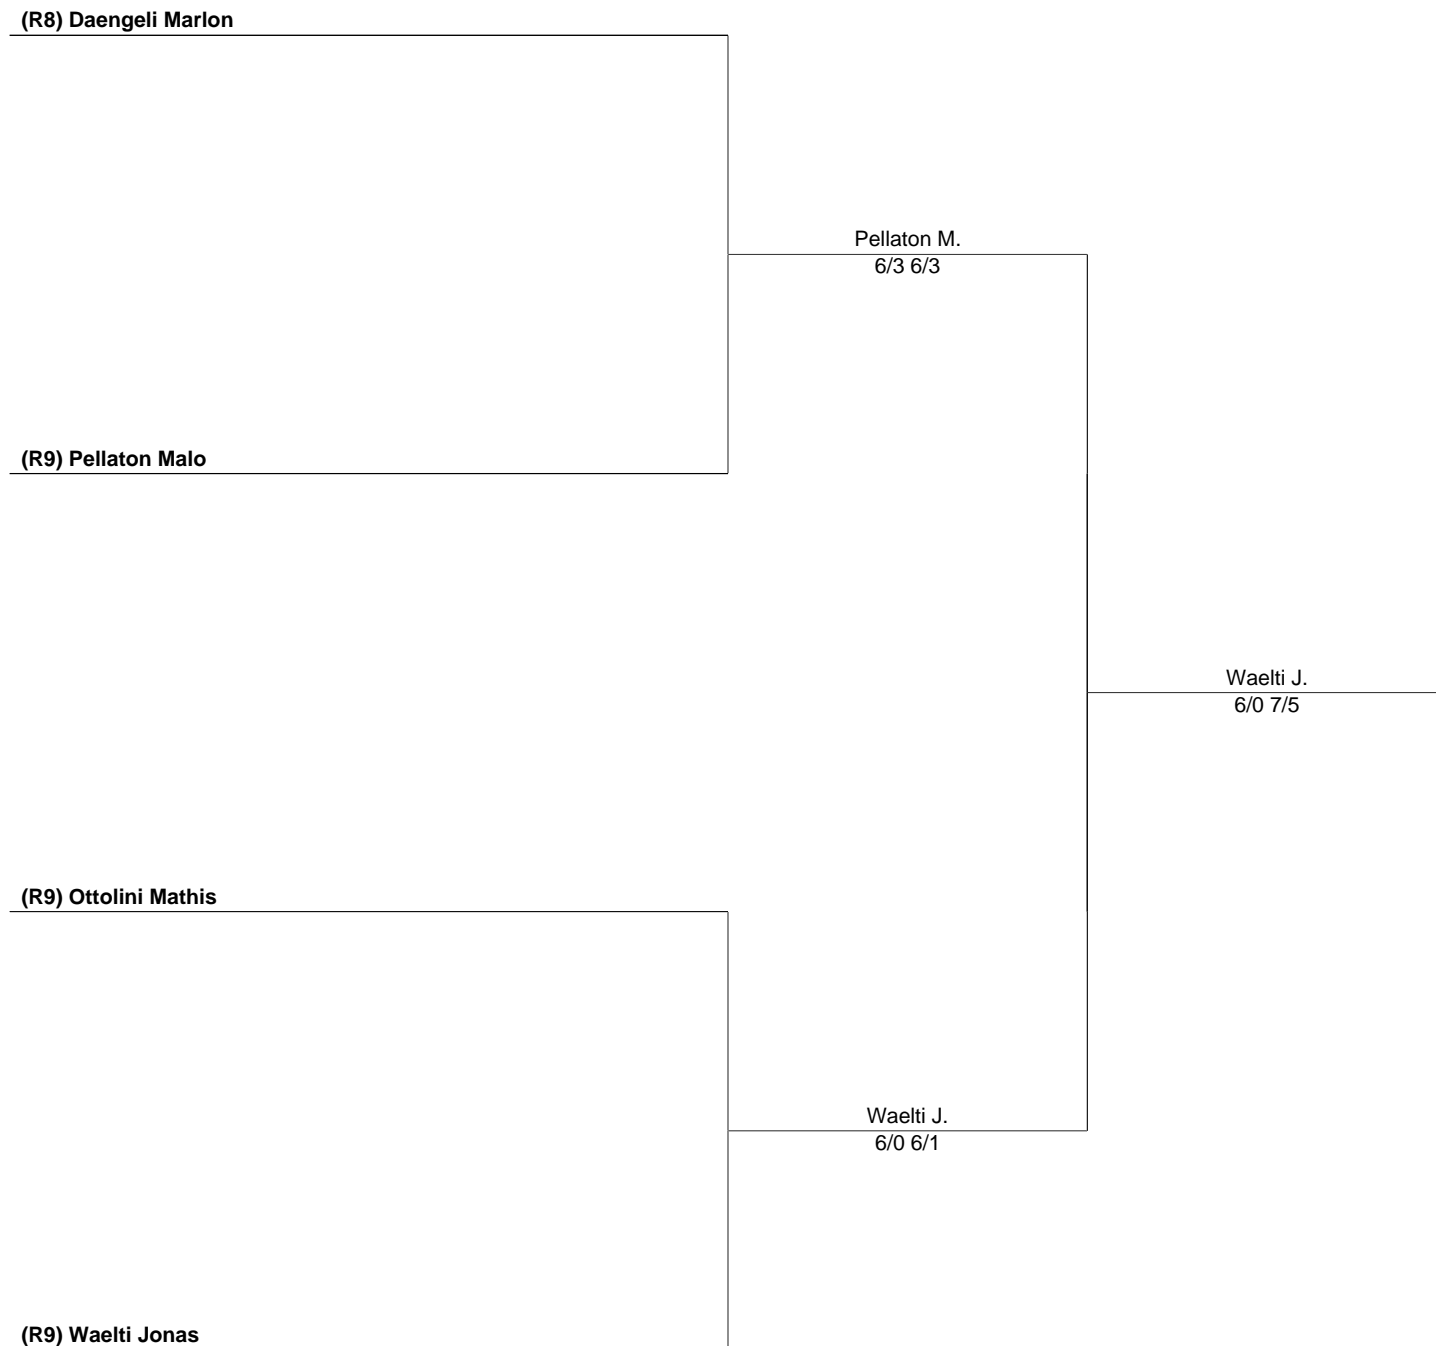 (R8) Daengeli Marlon
Pellaton M.
6/3 6/3
(R9) Pellaton Malo
Waelti J.
6/0 7/5
(R9) Ottolini Mathis
Waelti J.
6/0 6/1
(R9) Waelti Jonas